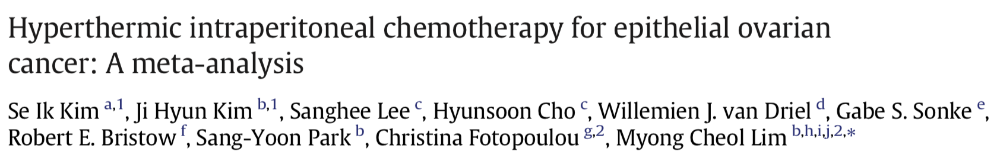 Hyperthermic intraperitoneal chemotherapy for epithelial ovarian
cancer: A meta-analysis
Se Ik Kim a,1, Ji Hyun Kim b,1, Sanghee Lee c, Hyunsoon Cho c, Willemien J. van Driel d, Gabe S. Sonke e,
Robert E. Bristow f, Sang-Yoon Park b, Christina Fotopoulou g,2, Myong Cheol Lim b,h,i,j,2,*